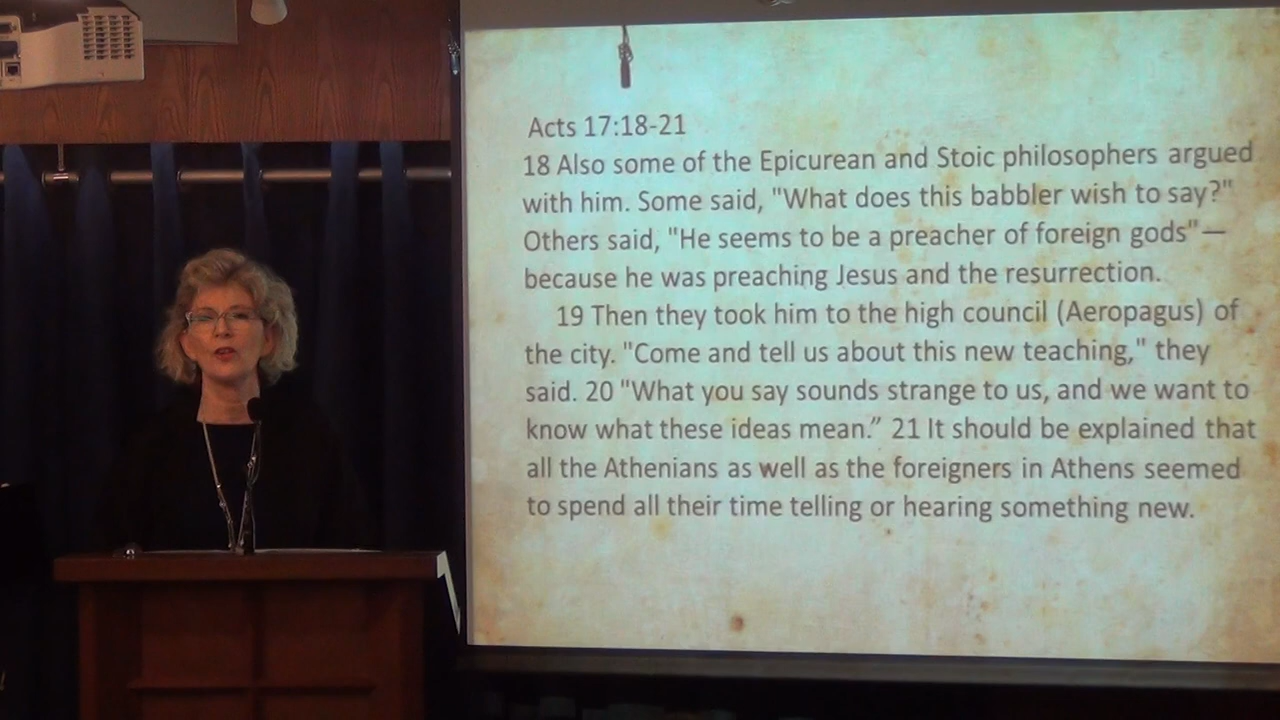 Acts 17:18-21
18 Also some of the Epicurean and Stoic philosophers argued
with him. Some said, "What does this babbler wish to say?"
Others said, "He seems to be a preacher of foreign gods"—
because he was preaching Jesus and the resurrection.
19 Then they took him to the high council (Aeropagus) of
the city. "Come and tell us about this new teaching," they
said. 20 "What you say sounds strange to us, and we want to
know what these ideas mean.” 21 It should be explained that
all the Athenians as well as the foreigners in Athens seemed
to spend all their time telling or hearing something new.